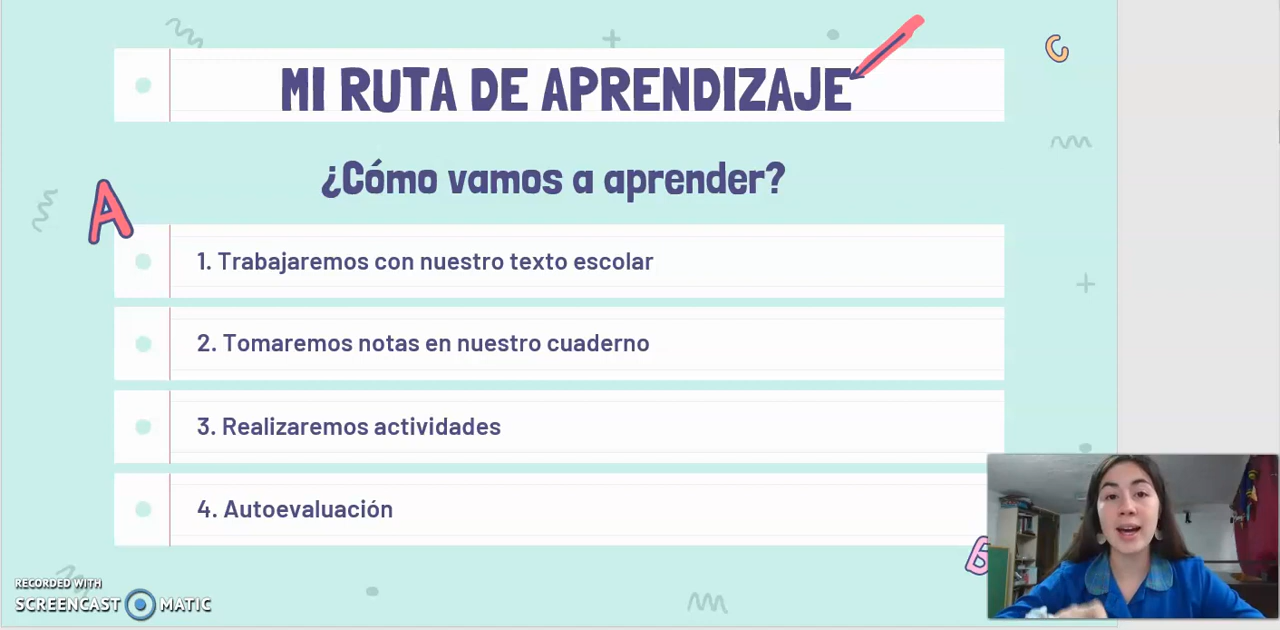 MI RUTA DE APRENDIZAJE
C
¿Cómo vamos a aprender?
A
1. Trabajaremos con nuestro texto escolar
2. Tomaremos notas en nuestro cuaderno
3. Realizaremos actividades
4. Autoevaluación
B
RECORDED WITH
SCREENCAST MATIC